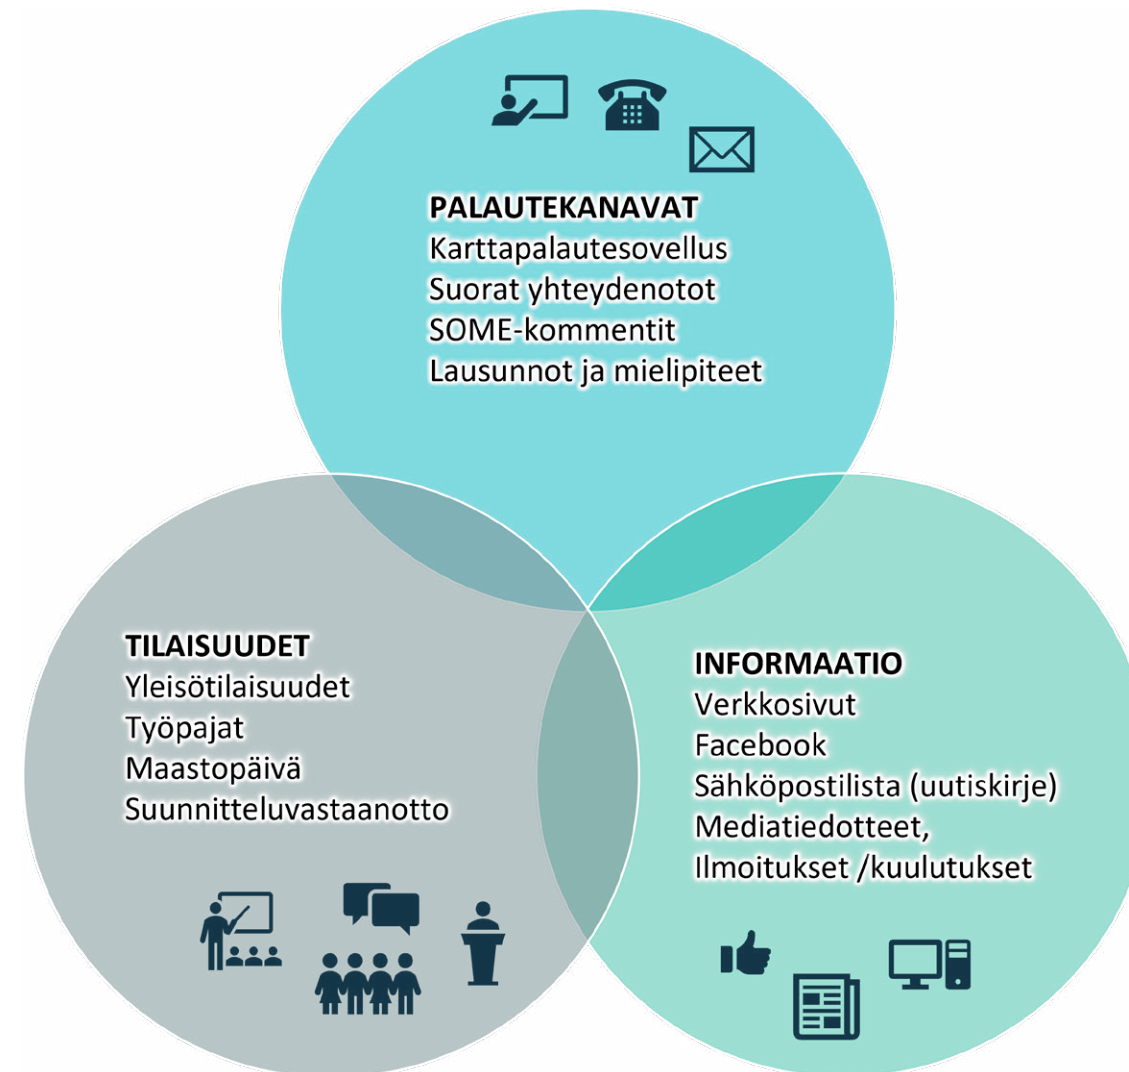 PALAUTEKANAVAT
Karttapalautesovellus
Suorat yhteydenotot
SOME-kommentit
Lausunnot ja mielipiteet
TILAISUUDET
Yleisötilaisuudet
Työpajat
Maastopäivä
Suunnitteluvastaanotto
INFORMAATIO
Verkkosivut
Facebook
Sähköpostilista (uutiskirje)
Mediatiedotteet,
Ilmoitukset /kuulutukset